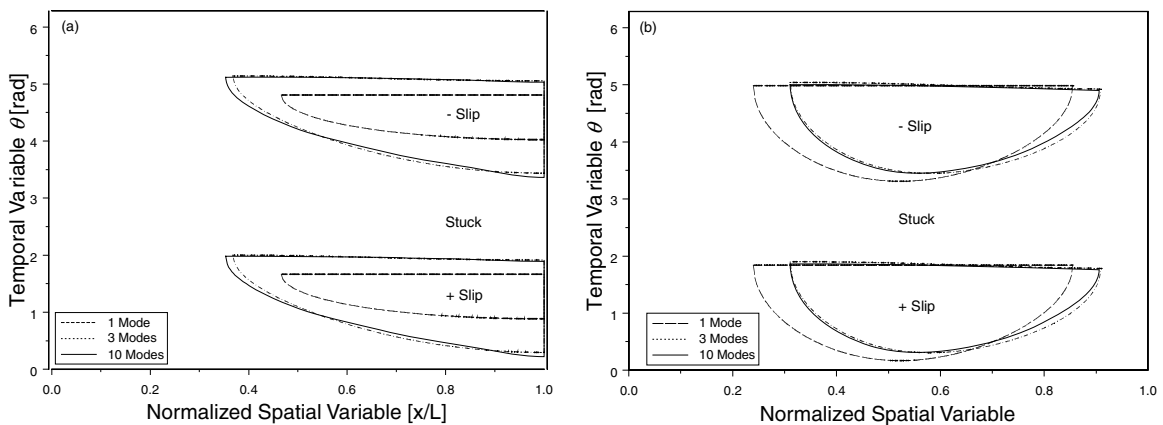 (a)
Temporal Variable θ [rad]
6
5
4
3
2
1
0
- Slip
Stuck
+ Slip
1 Mode
3 Modes
10 Modes
0.0 0.2 0.4 0.6 0.8 1.0
Normalized Spatial Variable [x/L]
(b)
Temporal Variable θ [rad]
6
5
4
3
2
1
0
- Slip
Stuck
+ Slip
1 Mode
3 Modes
10 Modes
0.0 0.2 0.4 0.6 0.8 1.0
Normalized Spatial Variable